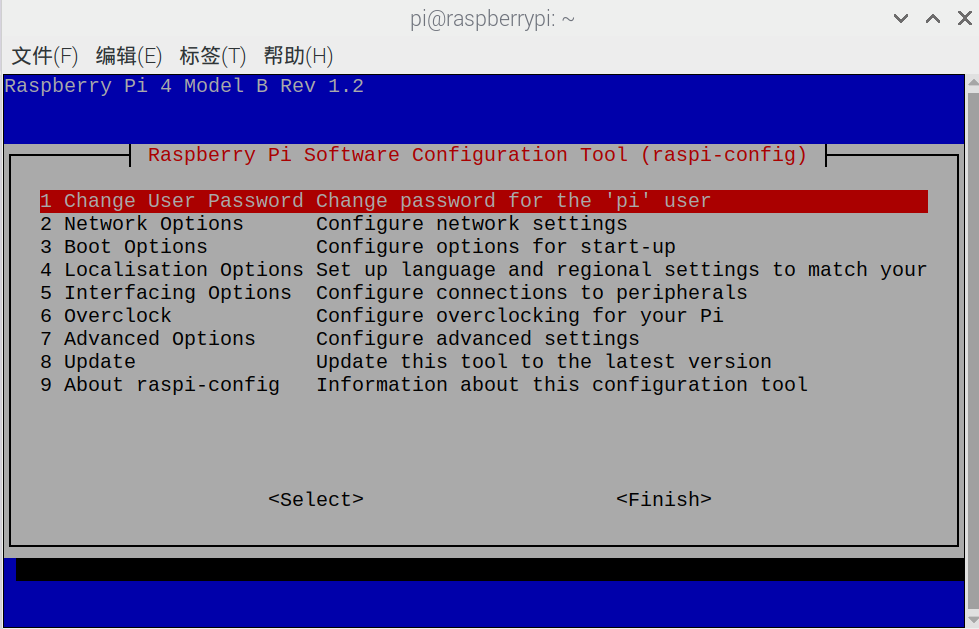 pi@raspberrypi: ~
文件(F) 编辑(E) 标签(T) 帮助(H)
Raspberry Pi 4 Model B Rev 1.2
Raspberry Pi Software Configuration Tool (raspi-config)
1 Change User Password Change password for the 'pi' user
2 Network Options Configure network settings
3 Boot Options Configure options for start-up
4 Localisation Options Set up language and regional settings to match your
5 Interfacing Options Configure connections to peripherals
6 Overclock Configure overclocking for your Pi
7 Advanced Options Configure advanced settings
8 Update Update this tool to the latest version
9 About raspi-config Information about this configuration tool
<Select> <Finish>